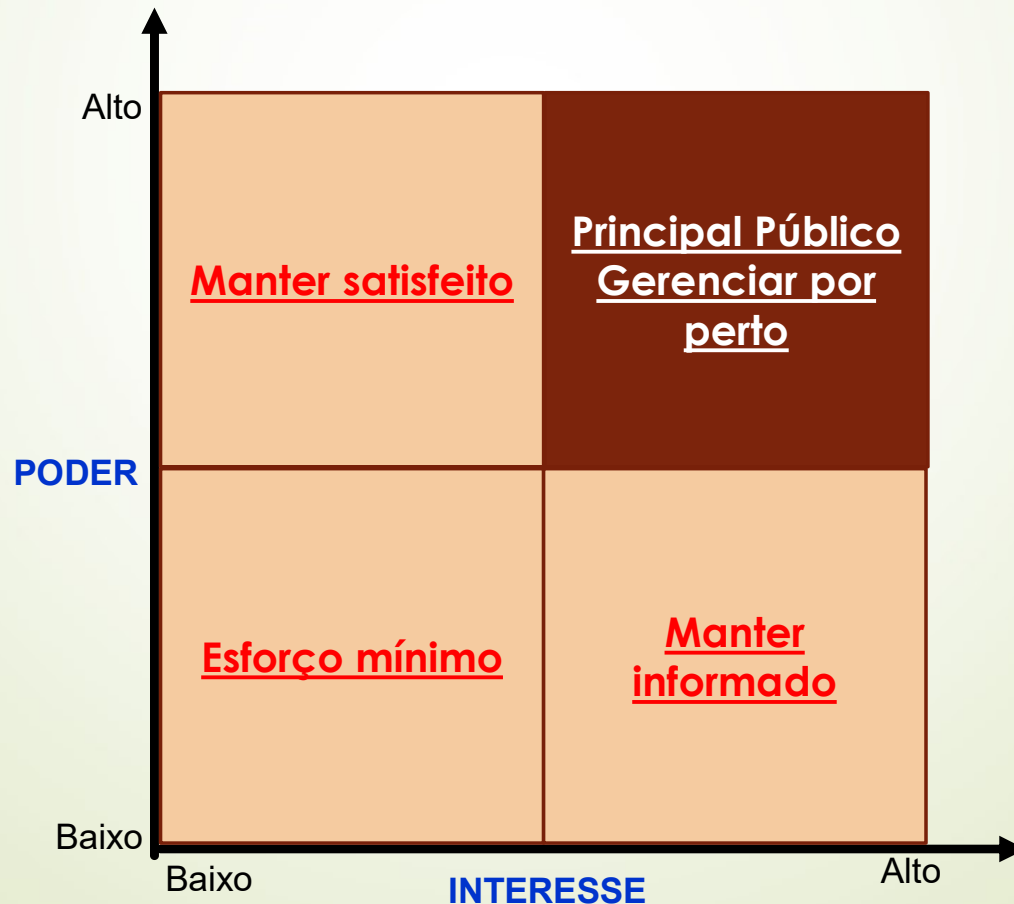 Alto
Principal Público
Gerenciar por
perto
Manter satisfeito
PODER
Esforço mínimo
Manter
informado
Baixo
Baixo
INTERESSE
Alto